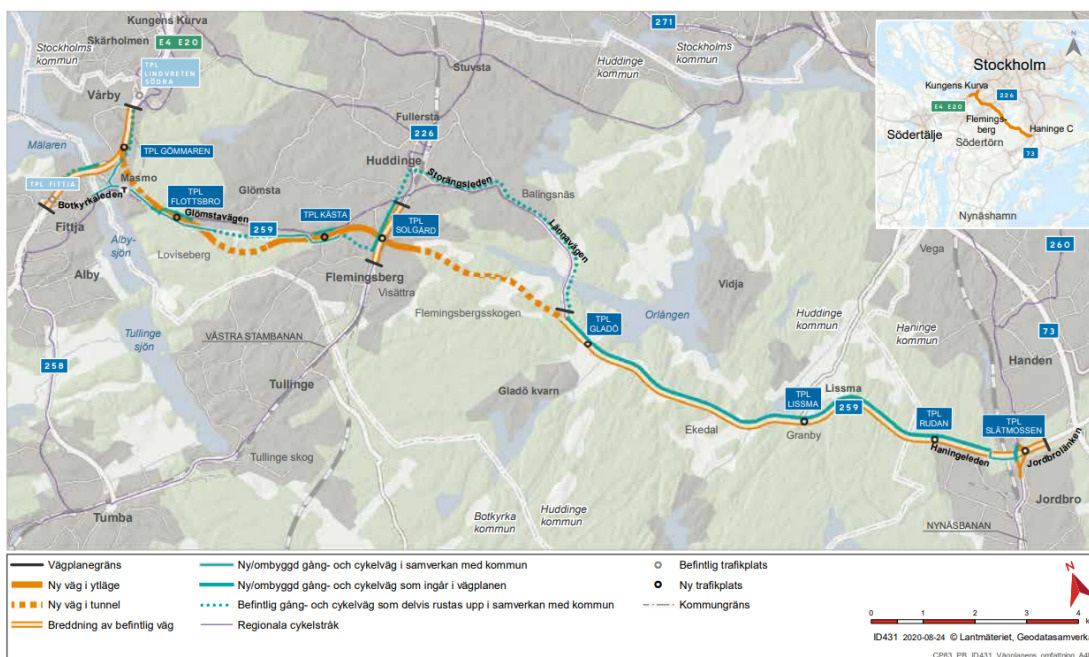 Kungens Kurva
Skärholmen
E4 E20
Stockholms
kommun
TPL
LINDVRETEN
SÖDRA
Vårby
271
Stockholms
kommun
Huddinge
kommun
Stuvsta
Fullersta
226
Mälaren
TPL GÖMMAREN
Huddinge
Storängsleden
Masmo
T
TPL FITTJA
Botkyrkaleden
TPL
FLOTTSBRO
Glömsta
Balingsnäs
Fittja
Glömstavägen
259
TPL KÄSTA
TPL
SOLGÅRD
Långavägen
Alby-
sjön
Loviseberg
Alby
Flemingsberg
Visättra
Vidja
Vega
260
Flemingsbergsskogen
Orlången
Huddinge
kommun
Haninge
kommun
Tullinge
sjön
VÄSTRA STAMBANAN
TPL
GLADÖ
73
Handen
258
Tullinge
Gladö kvarn
Lissma
TPL
LISSMA
259
TPL
RUDAN
TPL
SLÄTMOSSEN
Ekedal
Granby
Haningeleden
Jordbrolänken
Tullinge skog
Jordbro
Tumba
Botkyrka
kommun
Huddinge
kommun
NYNÄSBANAN
N
Stockholm
Kungens Kurva
226
E4 E20
Flemings-
berg
Haninge C
Södertälje
Södertörn
73
Nynäshamn
Vägplanegräns
Ny väg i ytläge
Ny väg i tunnel
Breddning av befintlig väg
Ny/ombyggd gång- och cykelväg i samverkan med kommun
Ny/ombyggd gång- och cykelväg som ingår i vägplanen
Befintlig gång- och cykelväg som delvis rustas upp i samverkan med kommun
Regionala cykelstråk
Befintlig trafikplats
Ny trafikplats
Kommungräns
N
0 1 2 3 4
k
ID431 2020-08-24 © Lantmäteriet, Geodatasamverka
CP83_PB_ID431_Vägplanens_omfattning_A4L